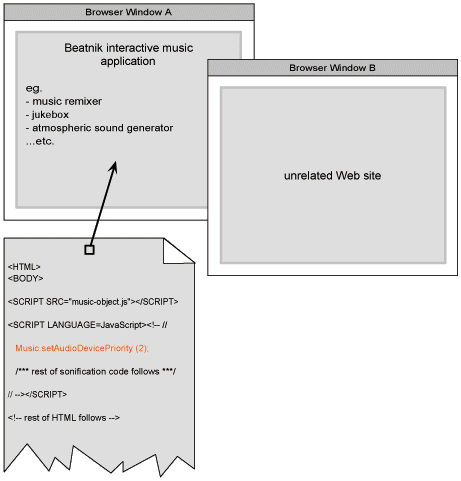 Browser Window A
Beatnik interactive music
application
eg.
- music remixer
- jukebox
- atmospheric sound generator
...etc.
Browser Window B
unrelated Web site
<HTML>
<BODY>
<SCRIPT SRC="music-object.js"></SCRIPT>
<SCRIPT LANGUAGE=JavaScript><!-- //
Music.setAudioDevicePriority (2);
/*** rest of sonification code follows ***/
// --></SCRIPT>
<!-- rest of HTML follows -->